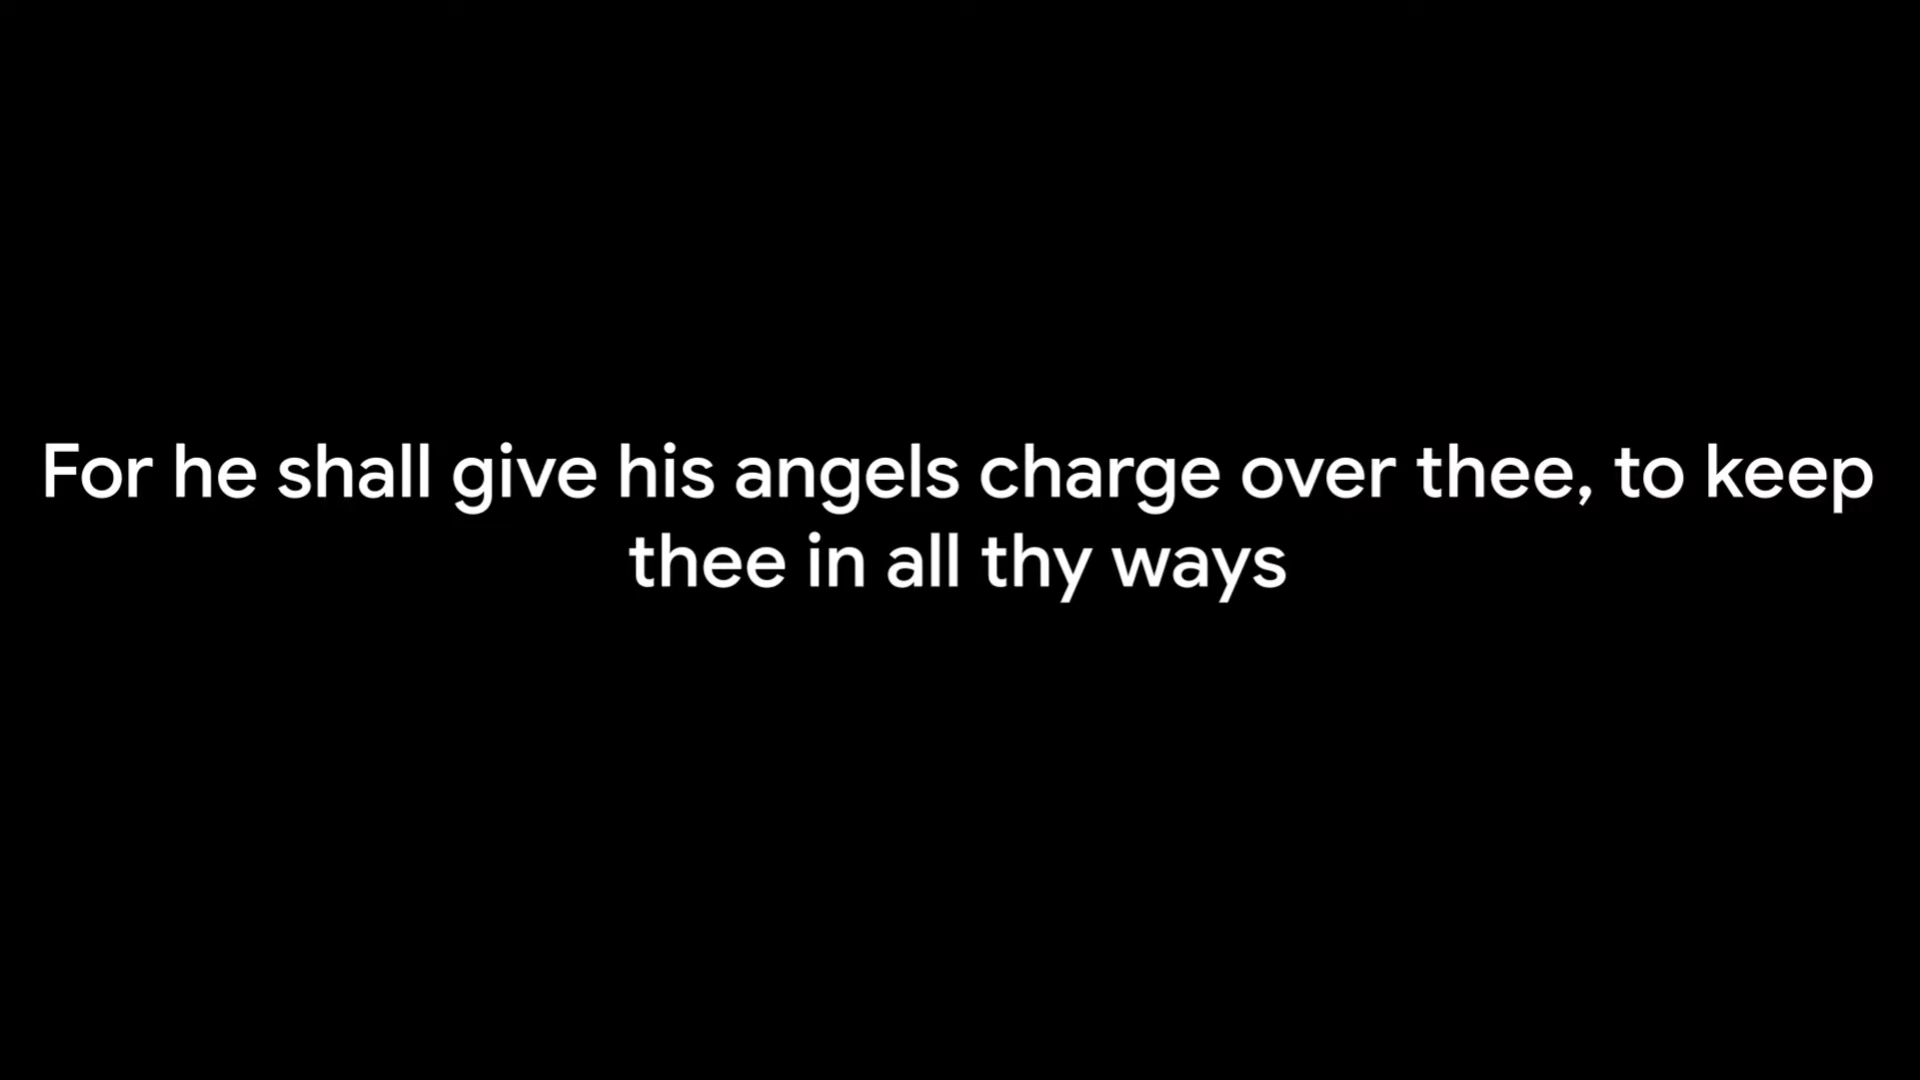 For he shall give his angels charge over thee, to keep
thee in all thy ways